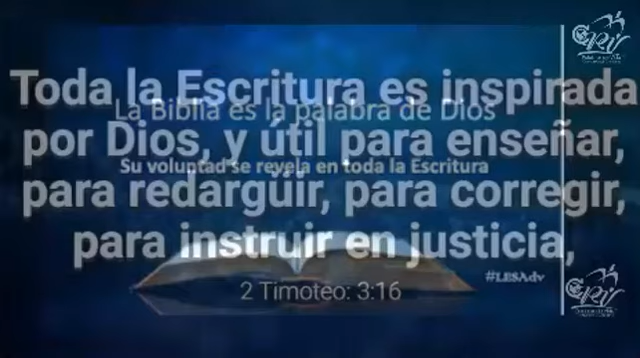 Toda la Escritura es inspirada
La Biblia es la palabra de Dios
por Dios, y útil para enseñar,
Su voluntad se revela en toda la Escritura
para redargüir, para corregir,
para instruir en justicia,
#LESAdv
2 Timoteo: 3:16